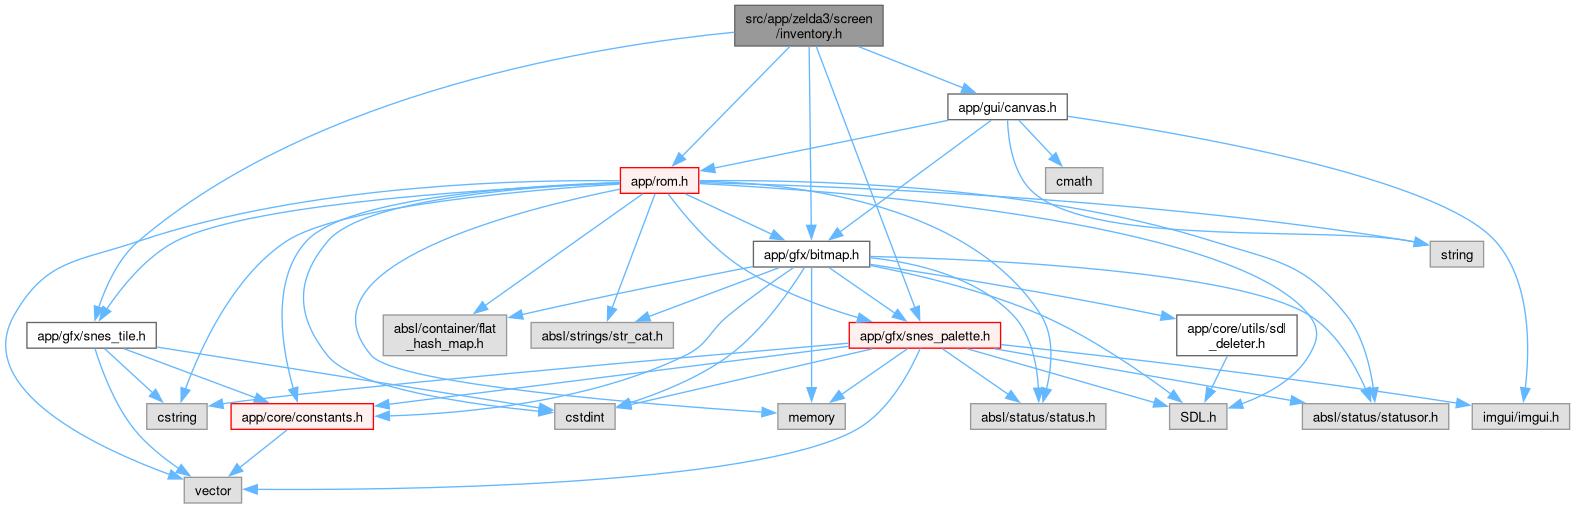 src/app/zelda3/screen
/inventory.h
app/gui/canvas.h
app/rom.h
cmath
app/gfx/bitmap.h
string
app/gfx/snes_tile.h
absl/container/flat
_hash_map.h
absl/strings/str_cat.h
app/gfx/snes_palette.h
app/core/utils/sdl
_deleter.h
cstring
app/core/constants.h
cstdint
memory
absl/status/status.h
SDL.h
absl/status/statusor.h
imgui/imgui.h
vector